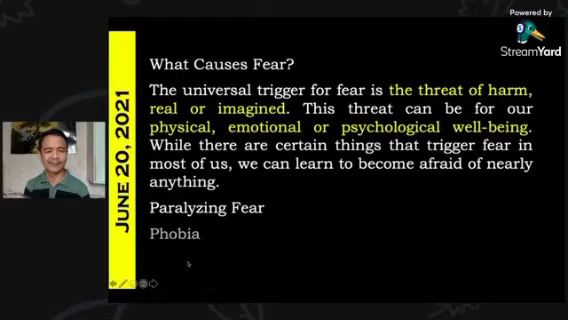 Powered by
StreamYard
JUNE 20, 2021
What Causes Fear?
The universal trigger for fear is the threat of harm,
real or imagined. This threat can be for our
physical, emotional or psychological well-being.
While there are certain things that trigger fear in
most of us, we can learn to become afraid of nearly
anything.
Paralyzing Fear
Phobia